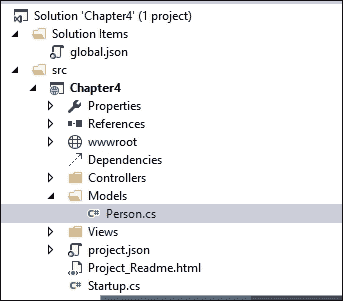 Solution 'Chapter4' (1 project)
Solution Items
global.json
src
Chapter4
Properties
References
wwwroot
Dependencies
Controllers
Models
C# Person.cs
Views
project.json
Project_Readme.html
C# Startup.cs